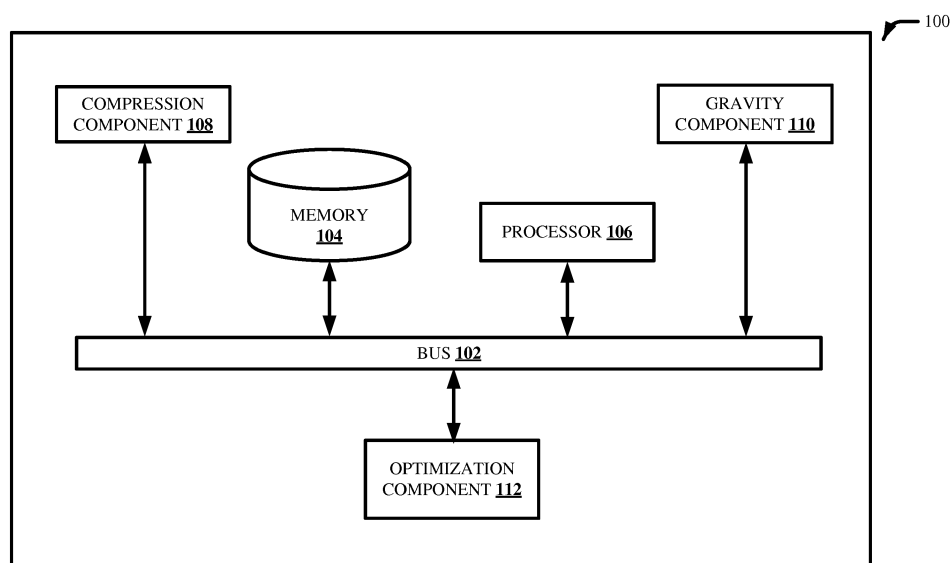 100
COMPRESSION
COMPONENT 108
GRAVITY
COMPONENT 110
MEMORY
104
PROCESSOR 106
BUS 102
OPTIMIZATION
COMPONENT 112